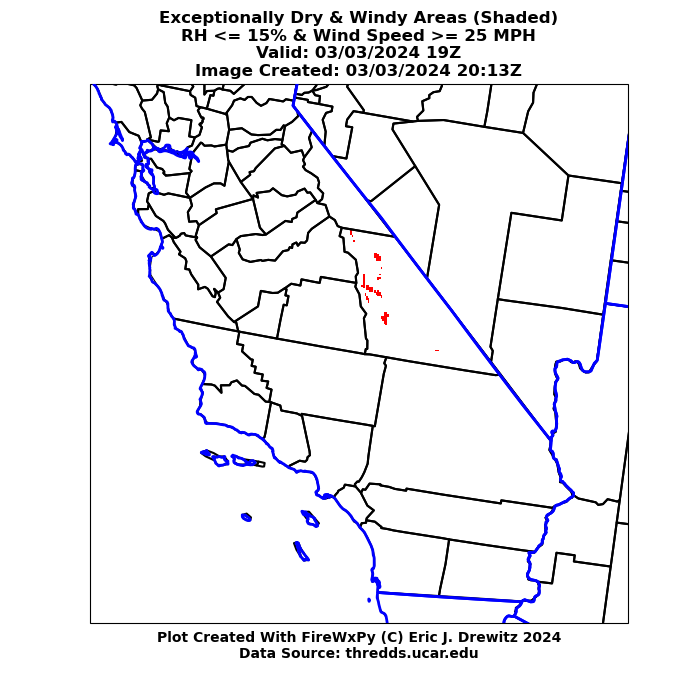 Exceptionally Dry & Windy Areas (Shaded)
RH <= 15% & Wind Speed >= 25 MPH
Valid: 03/03/2024 19Z
Image Created: 03/03/2024 20:13Z
Plot Created With FireWxPy (C) Eric J. Drewitz 2024
Data Source: thredds.ucar.edu